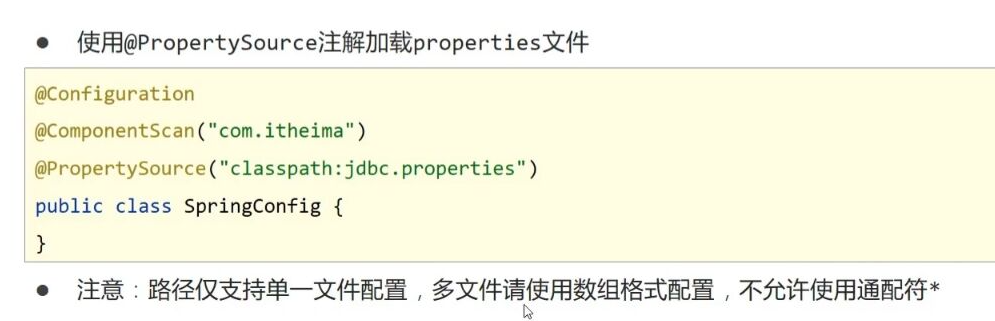 ● 使用@PropertySource注解加载properties文件
@Configuration
@ComponentScan("com.itheima")
@PropertySource("classpath:jdbc.properties")
public class SpringConfig {
}
● 注意：路径仅支持单一文件配置，多文件请使用数组格式配置，不允许使用通配符*